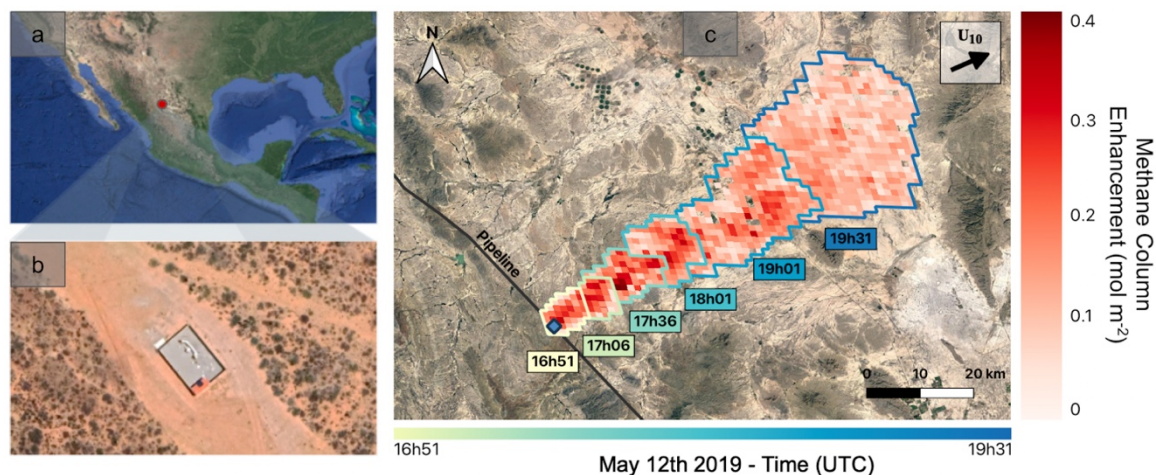 a
b
c
N
U10
Pipeline
16h51
17h06
17h36
18h01
19h01
19h31
0 10 20 km
16h51
19h31
May 12th 2019 - Time (UTC)
0.4
0.3
0.2
0.1
0
Methane Column
Enhancement (mol m-2)